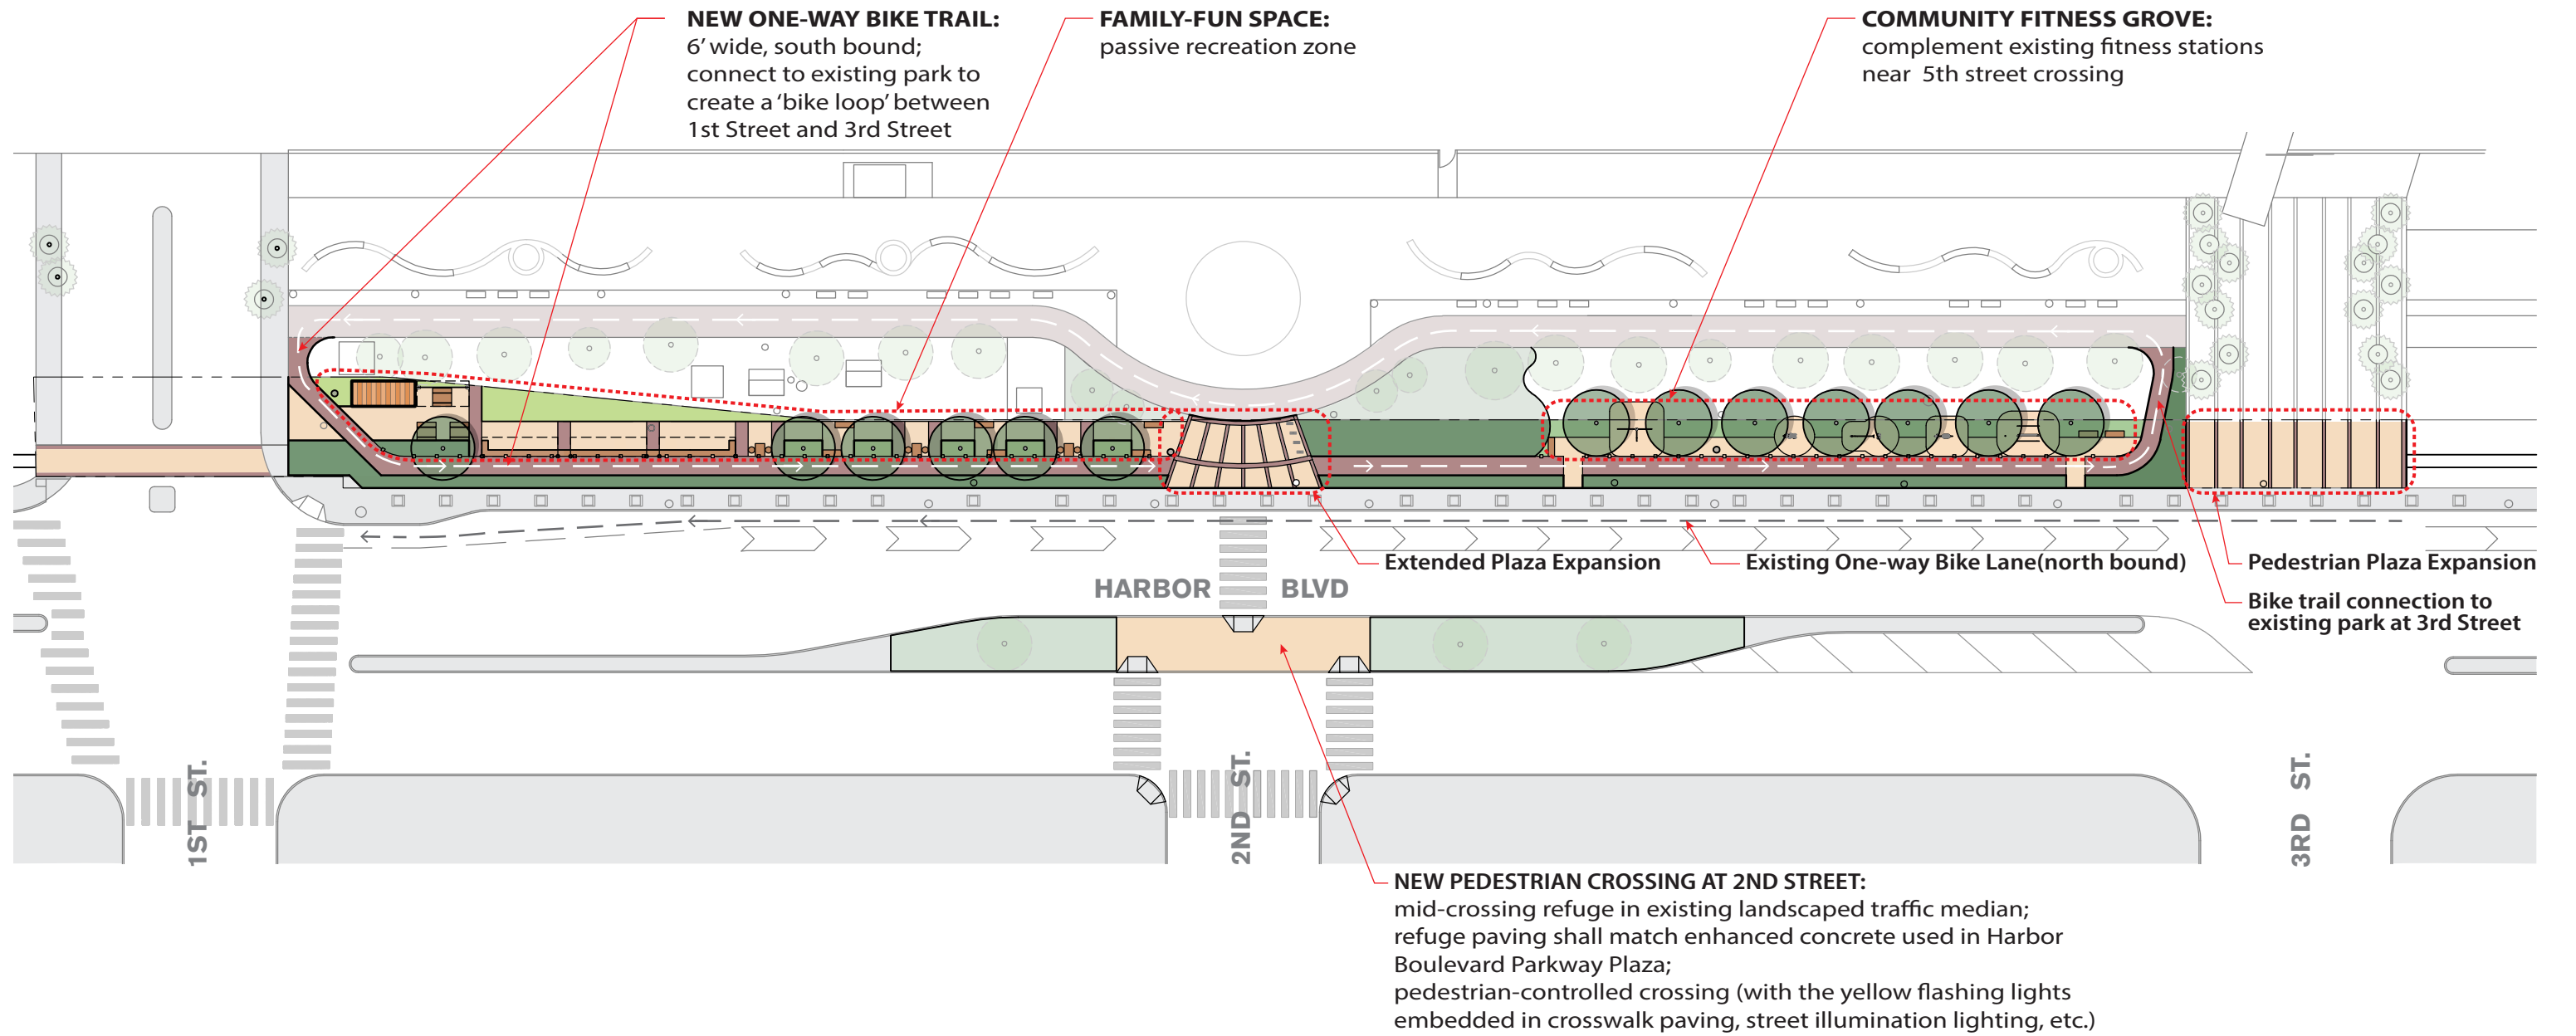 NEW ONE-WAY BIKE TRAIL:
6' wide, south bound;
connect to existing park to
create a 'bike loop' between
1st Street and 3rd Street
FAMILY-FUN SPACE:
passive recreation zone
COMMUNITY FITNESS GROVE:
complement existing fitness stations
near 5th street crossing
Extended Plaza Expansion
Existing One-way Bike Lane(north bound)
Pedestrian Plaza Expansion
Bike trail connection to
existing park at 3rd Street
HARBOR BLVD
1ST ST.
2ND ST.
3RD ST.
NEW PEDESTRIAN CROSSING AT 2ND STREET:
mid-crossing refuge in existing landscaped traffic median;
refuge paving shall match enhanced concrete used in Harbor
Boulevard Parkway Plaza;
pedestrian-controlled crossing (with the yellow flashing lights
embedded in crosswalk paving, street illumination lighting, etc.)